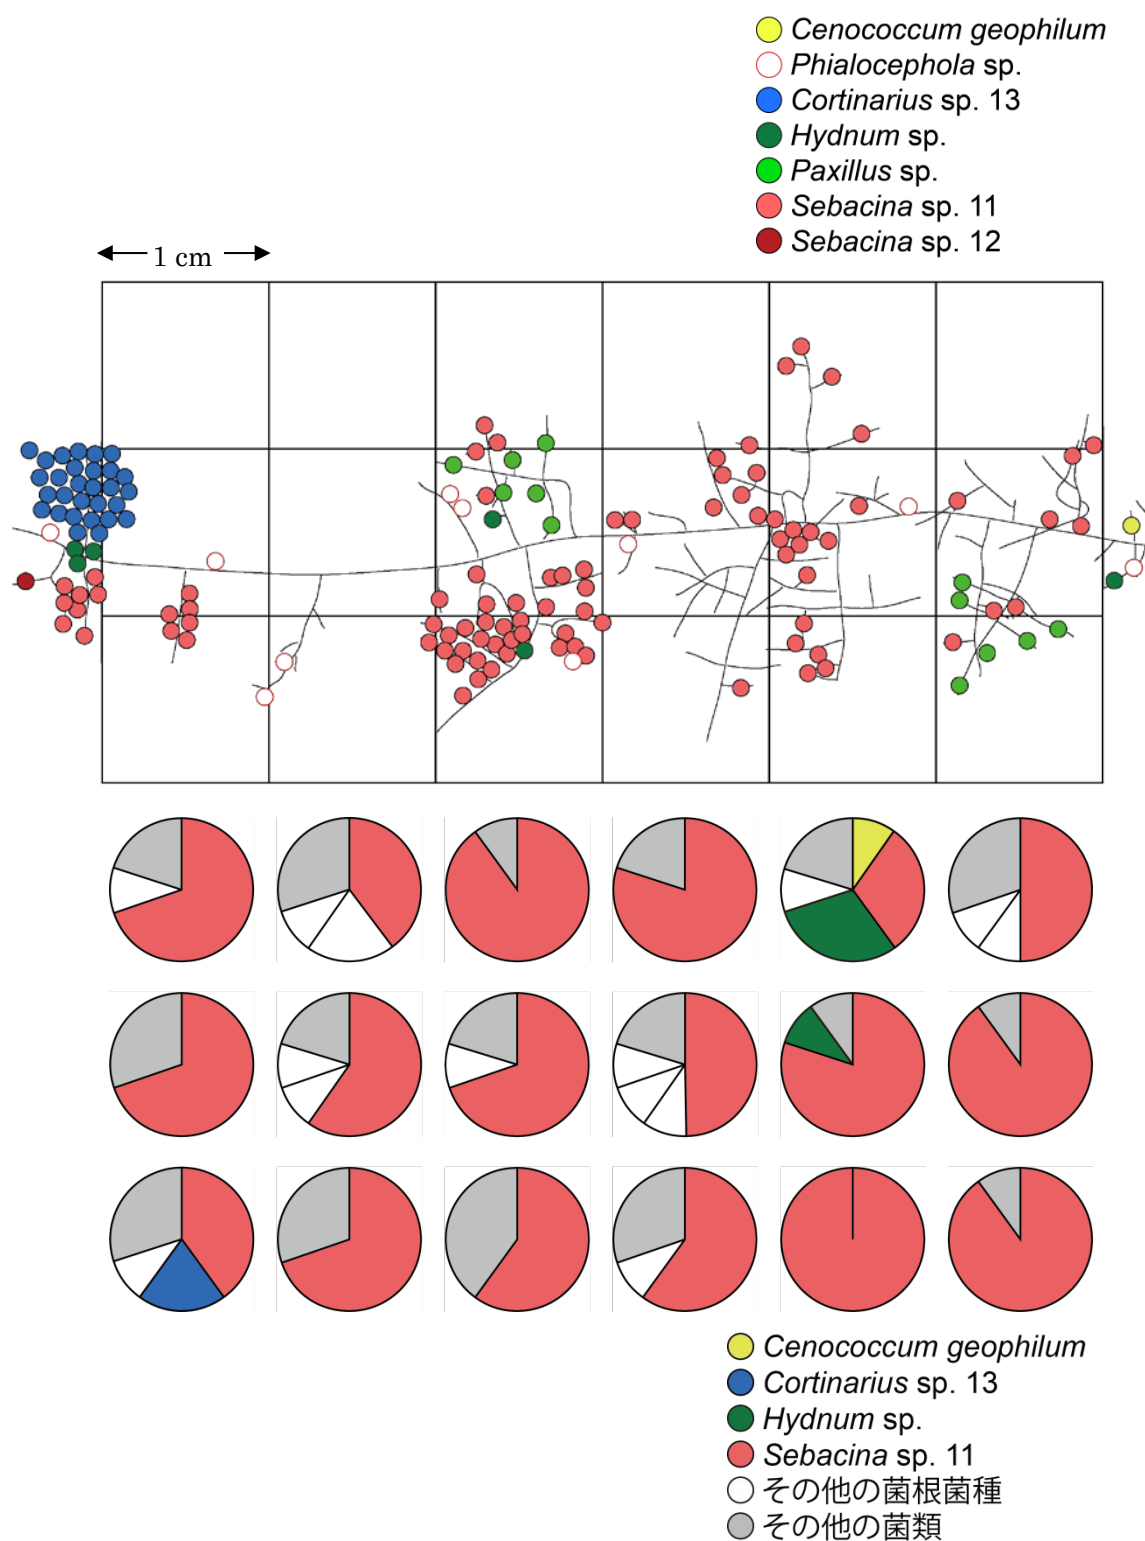 Cenococcum geophilum
Phialocephola sp.
Cortinarius sp. 13
Hydnum sp.
Paxillus sp.
Sebacina sp. 11
Sebacina sp. 12
1 cm
Cenococcum geophilum
Cortinarius sp. 13
Hydnum sp.
Sebacina sp. 11
その他の菌根菌種
その他の菌類